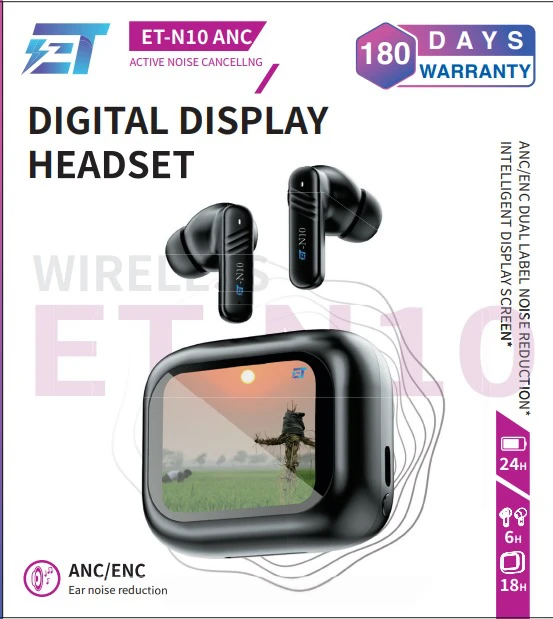 ET
ET-N10 ANC
ACTIVE NOISE CANCELLNG
180 DAYS
WARRANTY
DIGITAL DISPLAY
HEADSET
ANC/ENC DUAL LABEL NOISE REDUCTION*
INTELLIGENT DISPLAY SCREEN*
WIRELESS
ET-N10
ET-N10
ET-N10
ET
24H
6H
18H
ANC/ENC
Ear noise reduction